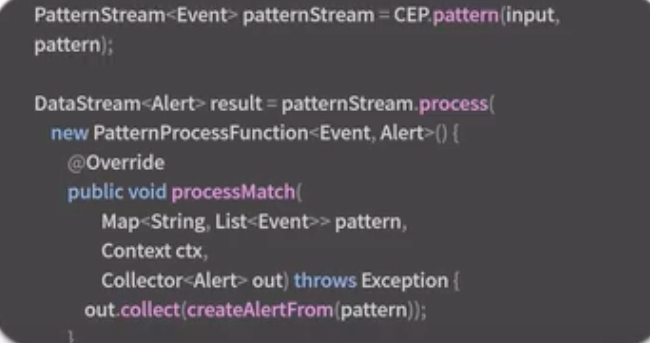 PatternStream<Event> patternStream = CEP.pattern(input,
pattern);
DataStream<Alert> result = patternStream.process(
new PatternProcessFunction<Event, Alert>() {
@Override
public void processMatch(
Map<String, List<Event>> pattern,
Context ctx,
Collector<Alert> out) throws Exception {
out.collect(createAlertFrom(pattern));
}